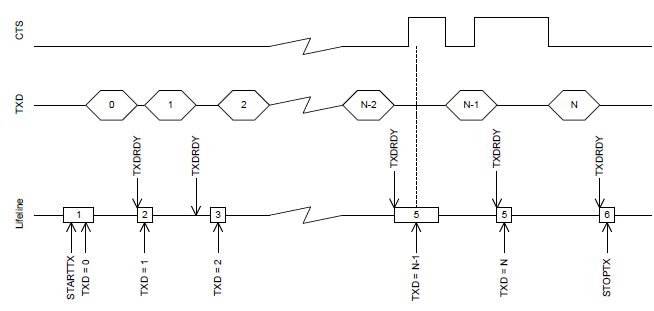 CTS
TXD
0
1
2
N-2
N-1
N
TXDRDY
TXDRDY
TXDRDY
TXDRDY
TXDRDY
Lifeline
1
2
3
5
5
6
STARTTX
TXD = 0
TXD = 1
TXD = 2
TXD = N-1
TXD = N
STOPTX